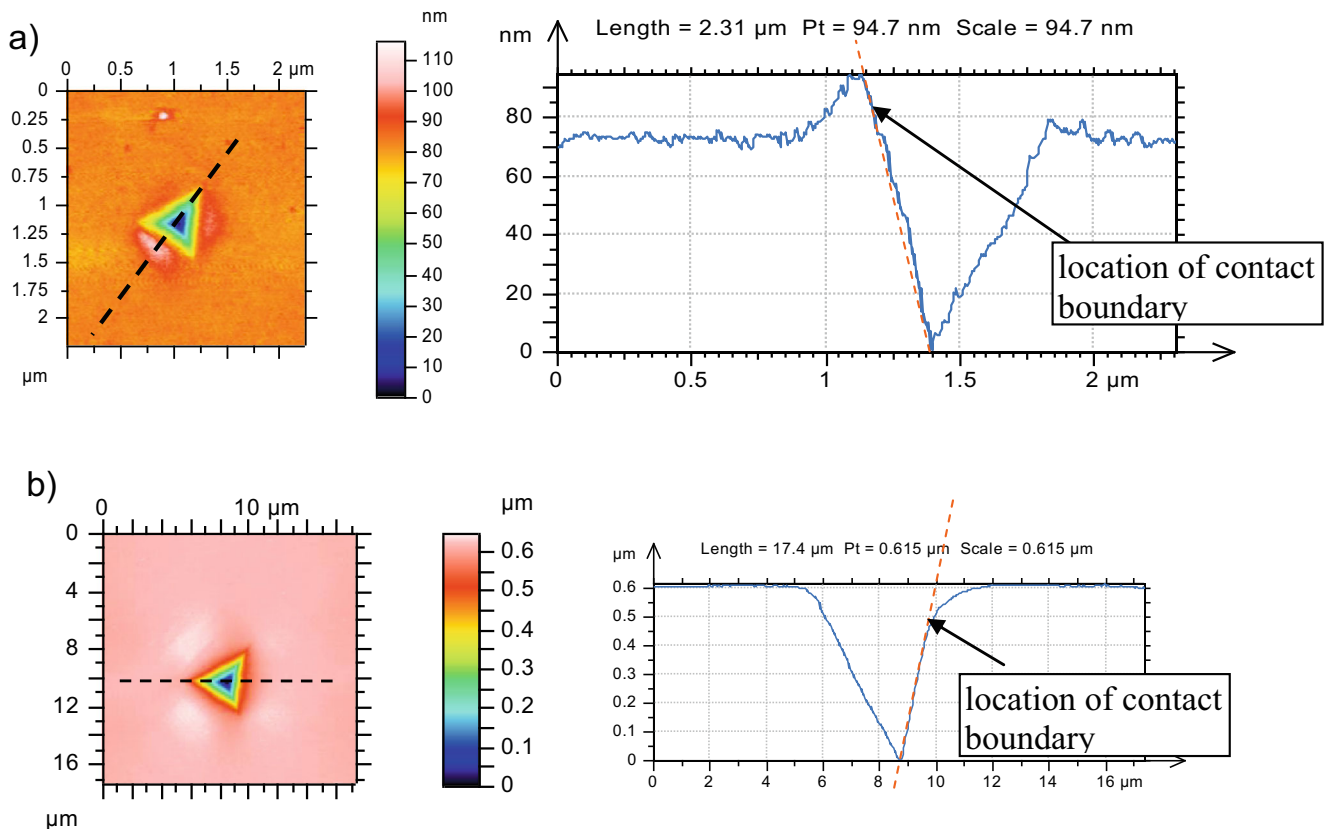 a)
0 0.5 1 1.5 2 µm
0
0.25
0.5
0.75
1
1.25
1.5
1.75
2
µm
nm
110
100
90
80
70
60
50
40
30
20
10
0
Length = 2.31 µm Pt = 94.7 nm Scale = 94.7 nm
nm
80
60
40
20
0
0 0.5 1 1.5 2 µm
location of contact
boundary
b)
0 10 µm
0
4
8
12
16
µm
µm
0.6
0.5
0.4
0.3
0.2
0.1
0
Length = 17.4 µm Pt = 0.615 µm Scale = 0.615 µm
µm
0.6
0.5
0.4
0.3
0.2
0.1
0
0 2 4 6 8 10 12 14 16 µm
location of contact
boundary